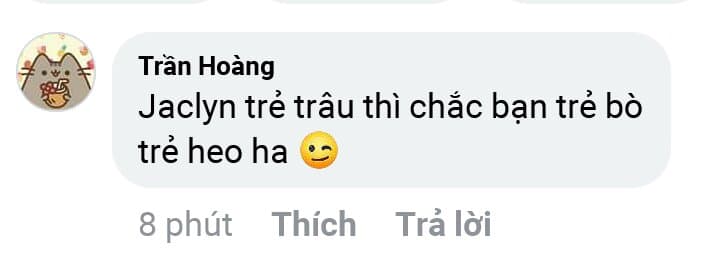 Trần Hoàng
Jaclyn trẻ trâu thì chắc bạn trẻ bò
trẻ heo ha 😉
8 phút Thích Trả lời